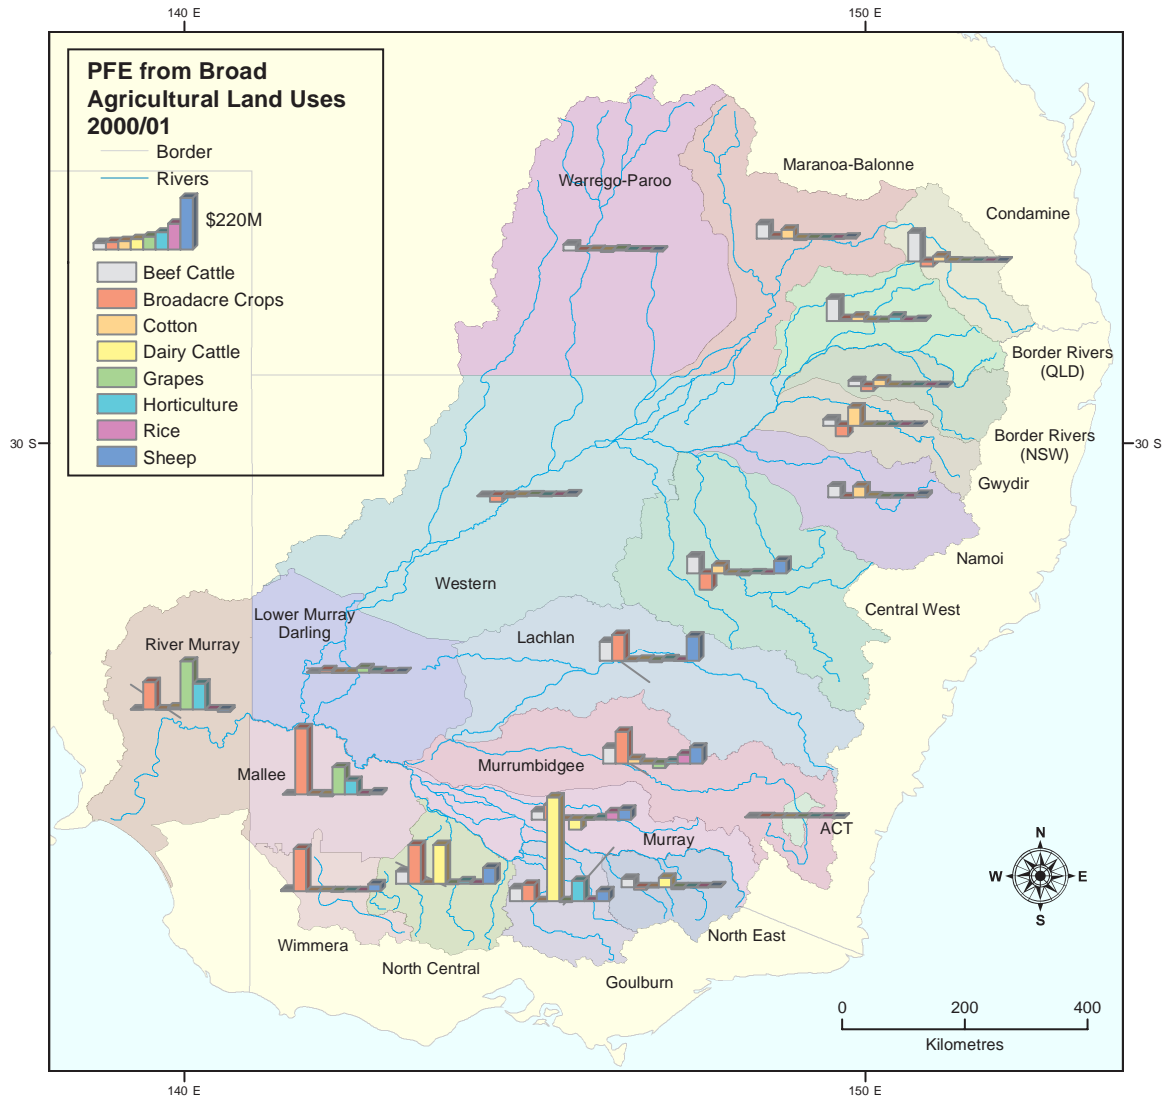 140 E
150 E
PFE from Broad
Agricultural Land Uses
2000/01
Border
Rivers
$220M
Beef Cattle
Broadacre Crops
Cotton
Dairy Cattle
Grapes
Horticulture
Rice
Sheep
Warrego-Paroo
Maranoa-Balonne
Condamine
Border Rivers
(QLD)
30 S
30 S
Border Rivers
(NSW)
Gwydir
Namoi
Western
Central West
Lower Murray
Darling
River Murray
Lachlan
Mallee
Murrumbidgee
ACT
Murray
Wimmera
North Central
North East
Goulburn
N
W
E
S
0
200
400
Kilometres
140 E
150 E